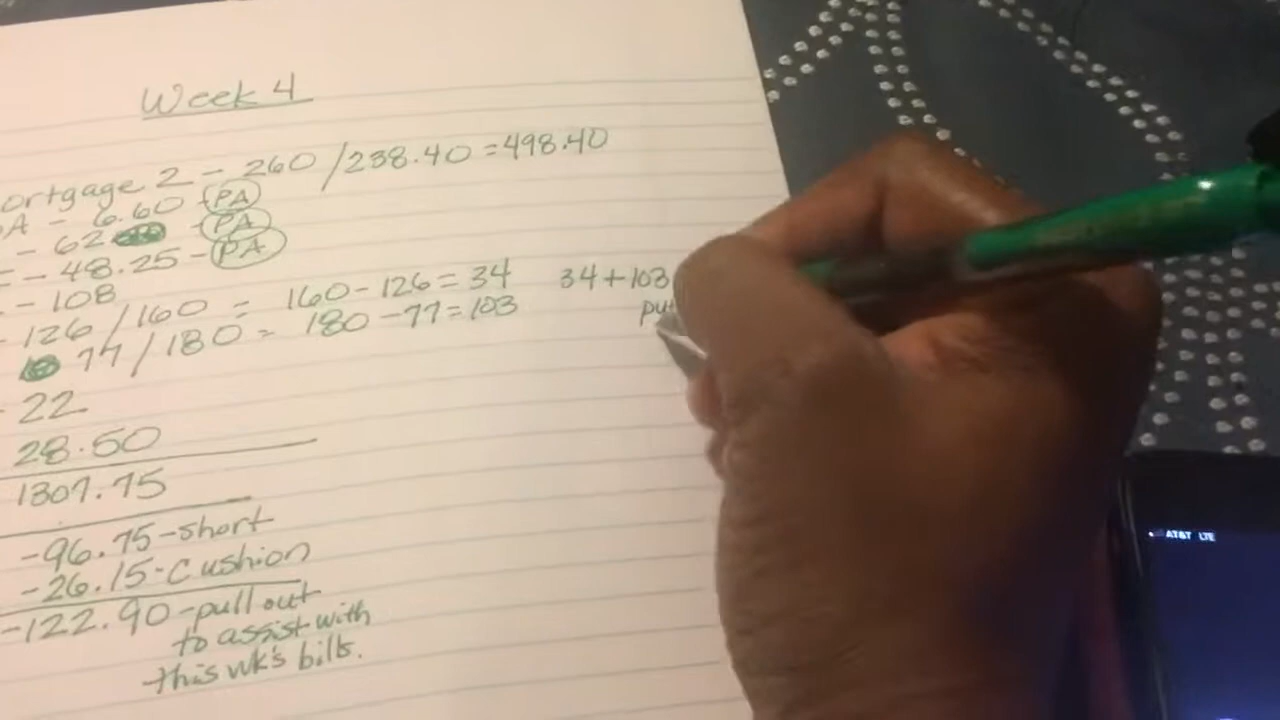 Week 4
ortgage 2 - 260 /238.40 = 498.40
A - 6.60 - PA
- 62 - PA
- 48.25 - PA
- 108
- 126 / 160 = 160 - 126 = 34 34 + 103
77 / 180 = 180 - 77 = 103 pu
- 22
28.50
1307.75
-96.75 - short
-26.15 - cushion
-122.90 - pull out
to assist with
this wk's bills.
AT&T LTE